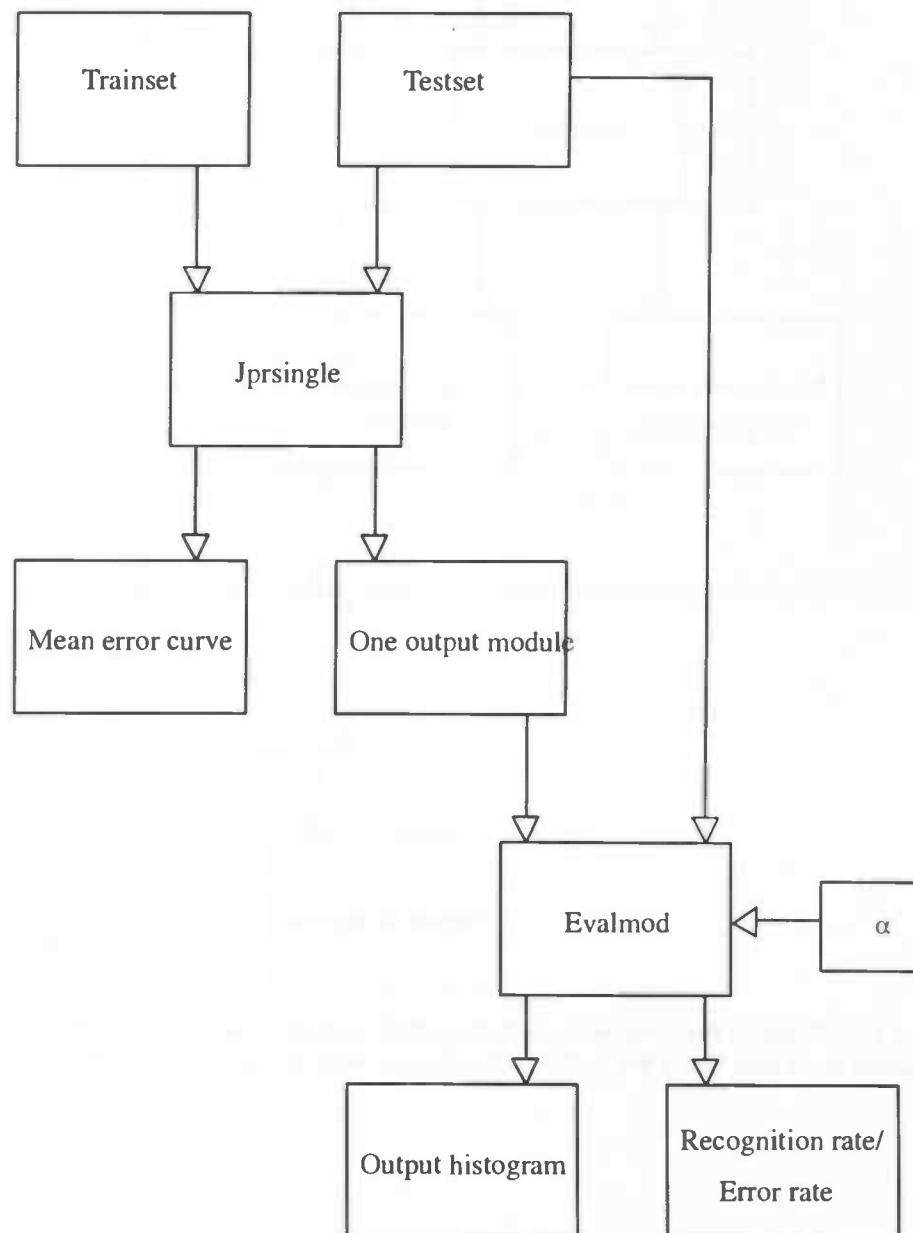 Trainset
Testset
Jprsingle
Mean error curve
One output module
Evalmod
α
Output histogram
Recognition rate/
Error rate